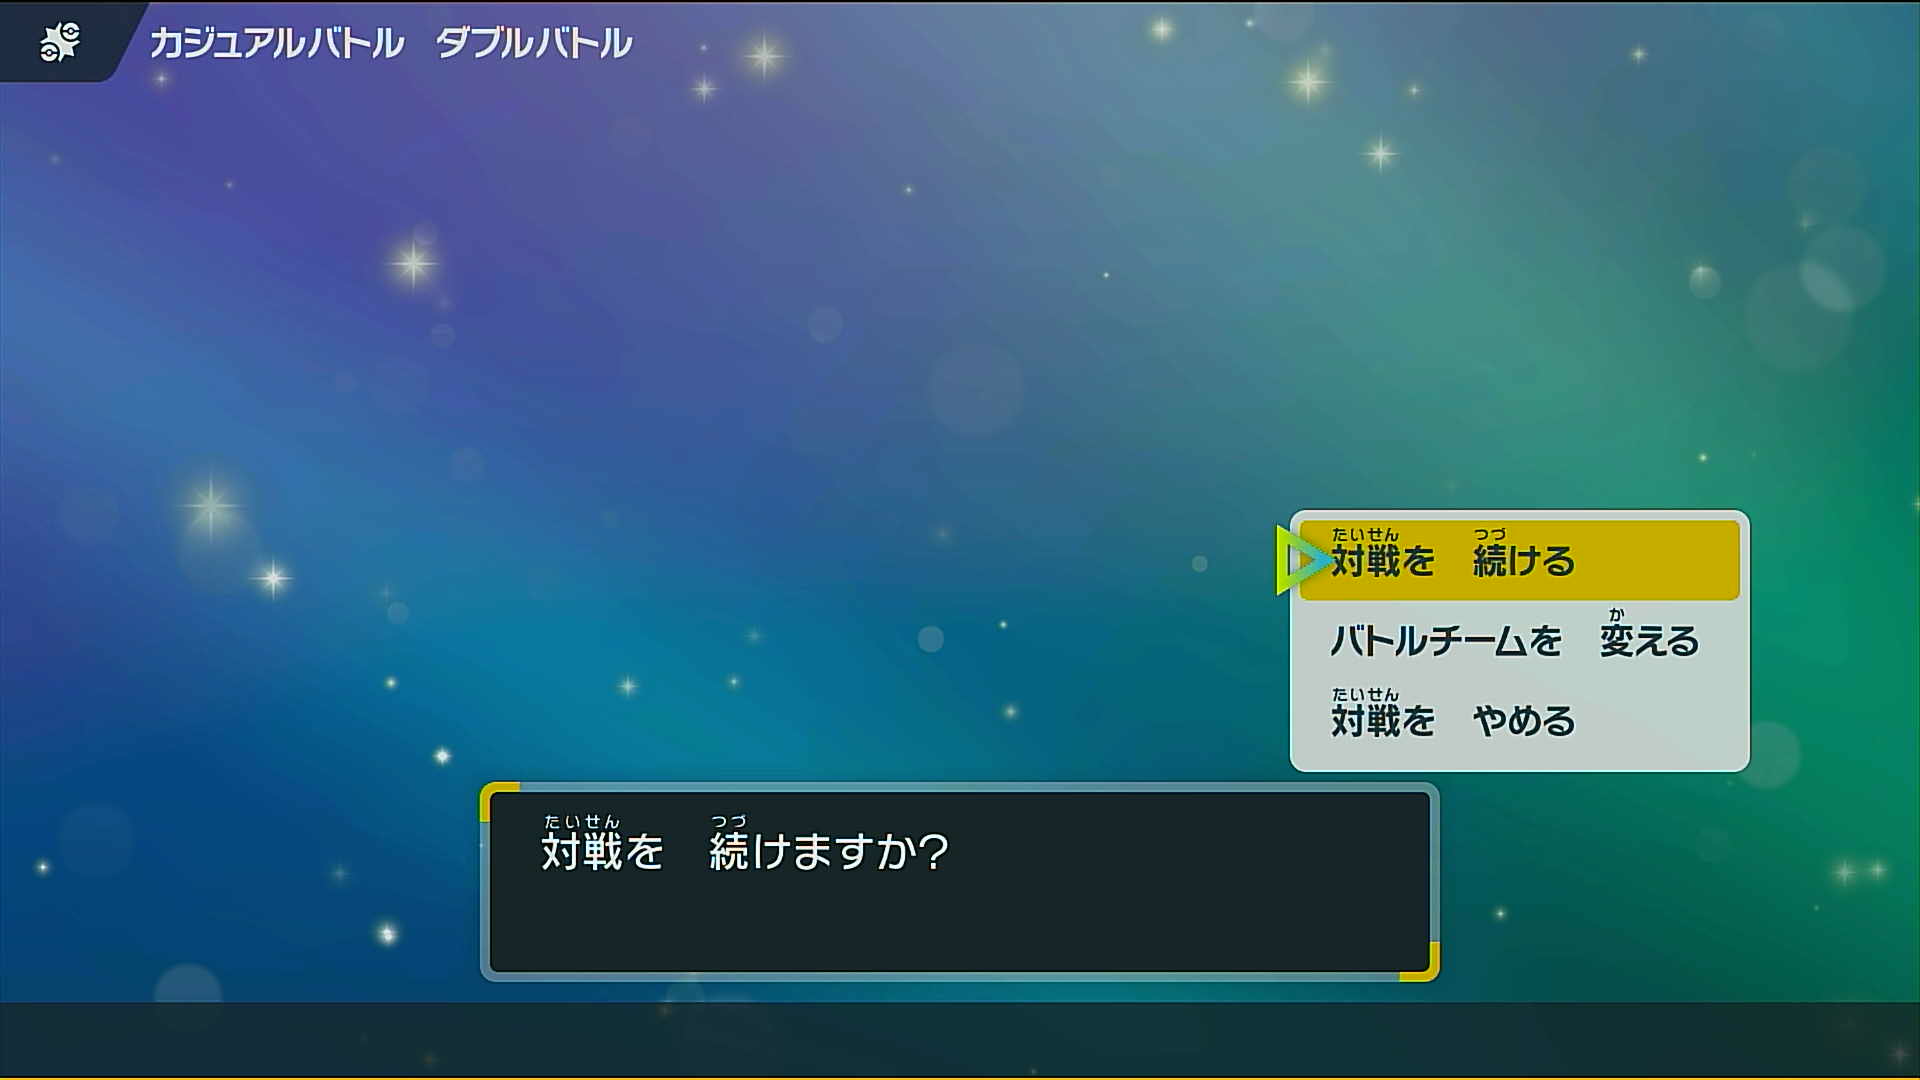 カジュアルバトル　ダブルバトル
たいせん　つづ
対戦を　続ける
か
バトルチームを　変える
たいせん
対戦を　やめる
たいせん　つづ
対戦を　続けますか?